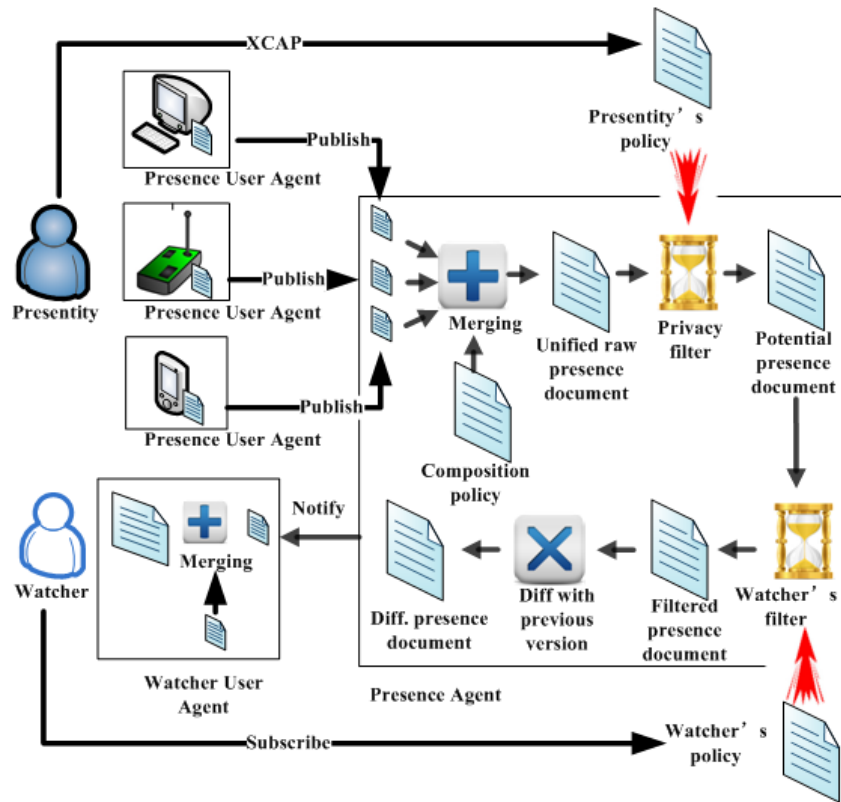 XCAP
Presentity's
policy
Publish
Presence User Agent
Publish
Presentity
Presence User Agent
Merging
Unified raw
presence
document
Privacy
filter
Potential
presence
document
Publish
Presence User Agent
Composition
policy
Notify
Merging
Watcher
Diff. presence
document
Diff with
previous
version
Filtered
presence
document
Watcher's
filter
Watcher User
Agent
Presence Agent
Subscribe
Watcher's
policy